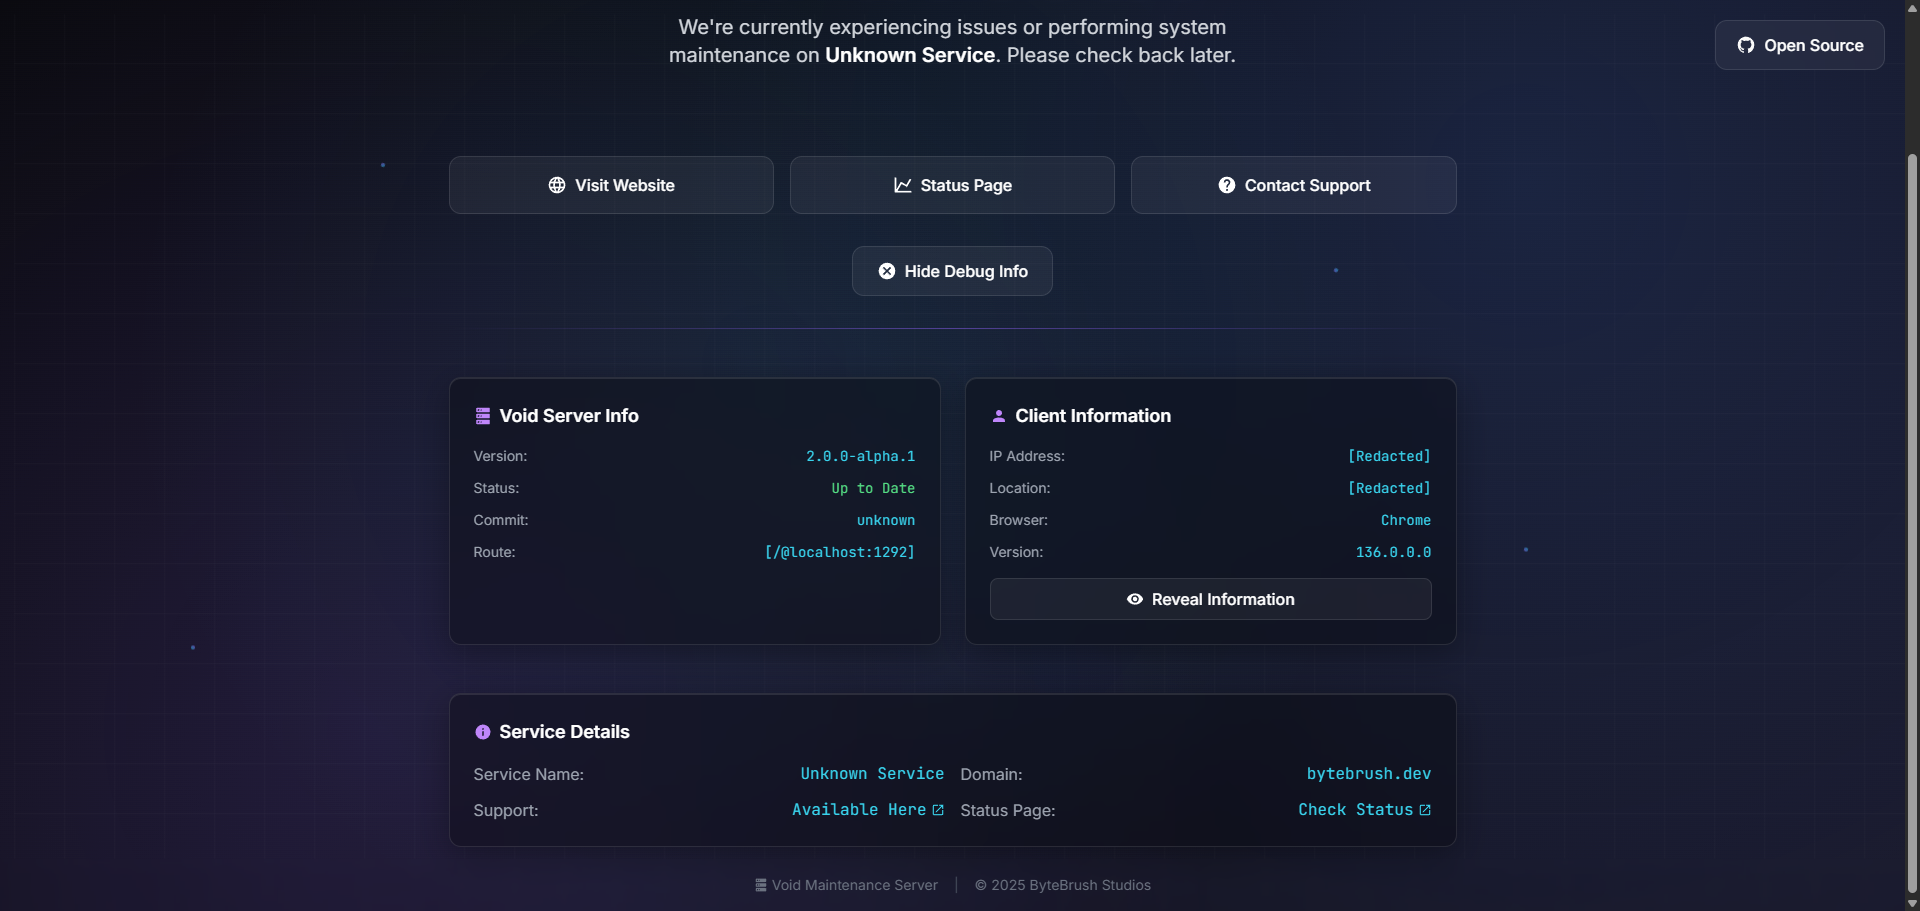 We're currently experiencing issues or performing system
maintenance on Unknown Service. Please check back later.
Open Source
Visit Website
Status Page
Contact Support
Hide Debug Info
Void Server Info
Version: 2.0.0-alpha.1
Status: Up to Date
Commit: unknown
Route: [/@localhost:1292]
Client Information
IP Address: [Redacted]
Location: [Redacted]
Browser: Chrome
Version: 136.0.0.0
Reveal Information
Service Details
Service Name: Unknown Service Domain: bytebrush.dev
Support: Available Here Status Page: Check Status
Void Maintenance Server | © 2025 ByteBrush Studios